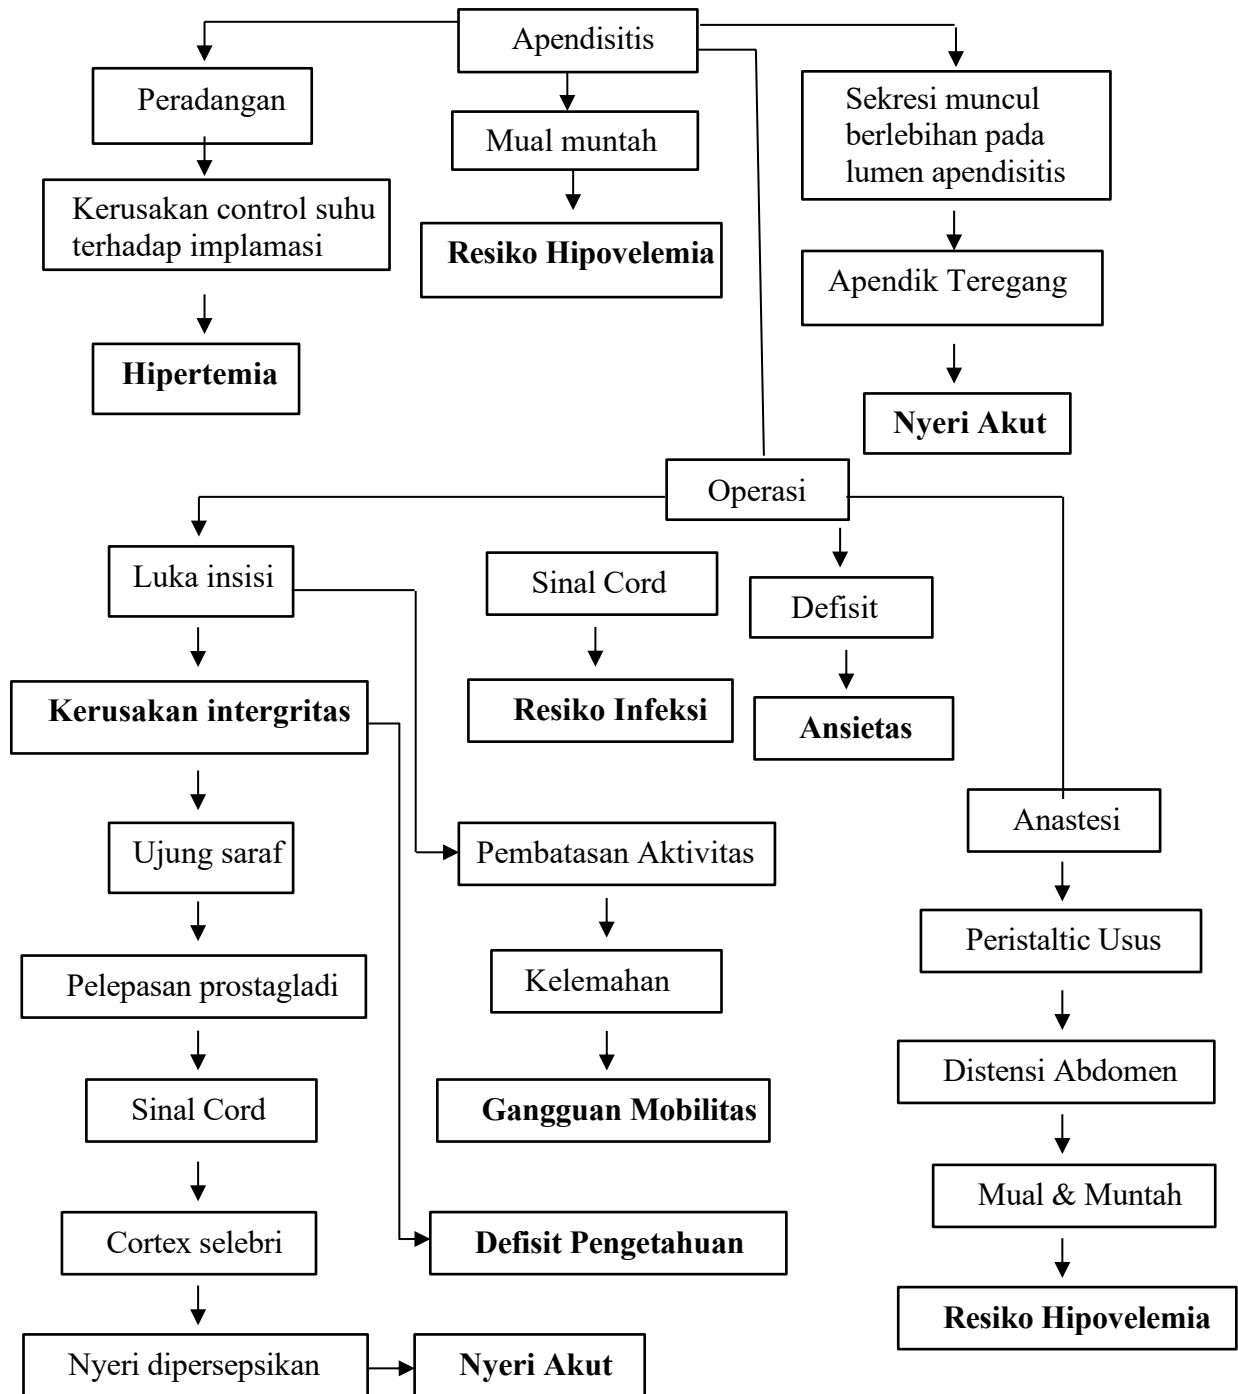 Apendisitis
Peradangan
Mual muntah
Sekresi muncul
berlebihan pada
lumen apendisitis
Kerusakan control suhu
terhadap implamasi
Resiko Hipovelemia
Apendik Teregang
Hipertemia
Nyeri Akut
Operasi
Luka insisi
Sinal Cord
Defisit
Kerusakan intergritas
Resiko Infeksi
Ansietas
Anastesi
Ujung saraf
Pembatasan Aktivitas
Peristaltic Usus
Pelepasan prostagladi
Kelemahan
Distensi Abdomen
Sinal Cord
Gangguan Mobilitas
Mual & Muntah
Cortex selebri
Defisit Pengetahuan
Resiko Hipovelemia
Nyeri dipersepsikan
Nyeri Akut